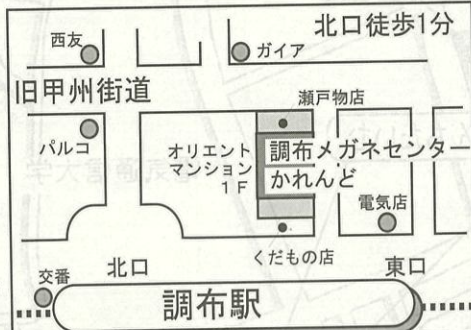 北口徒歩1分
西友
ガイア
旧甲州街道
瀬戸物店
パルコ
オリエント
マンション
1F
調布メガネセンター
かれんど
電気店
くだもの店
交番
北口
東口
調布駅